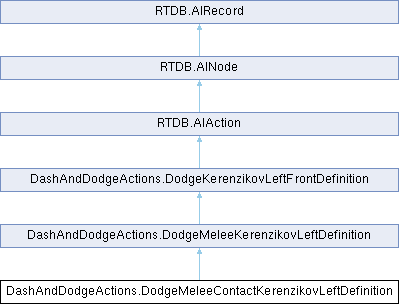 RTDB.AIRecord
RTDB.AINode
RTDB.AIAction
DashAndDodgeActions.DodgeKerenzikovLeftFrontDefinition
DashAndDodgeActions.DodgeMeleeKerenzikovLeftDefinition
DashAndDodgeActions.DodgeMeleeContactKerenzikovLeftDefinition